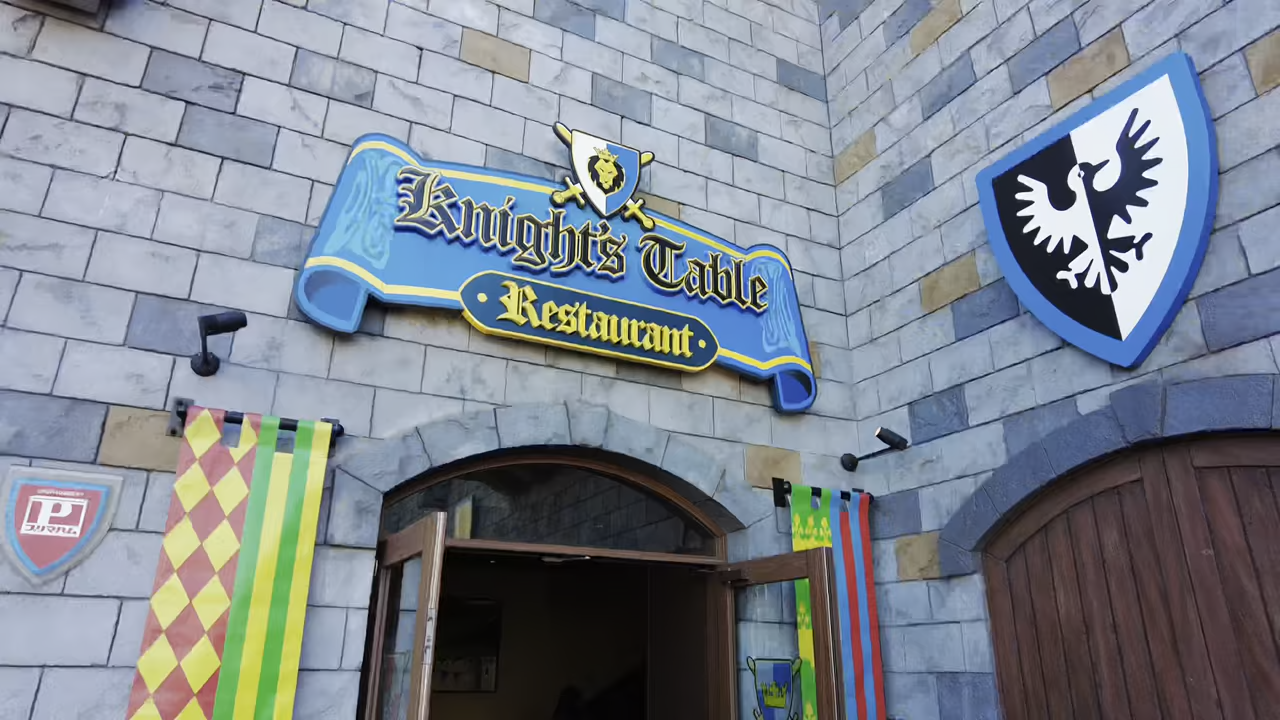 Knight's Table
Restaurant
プリマハム